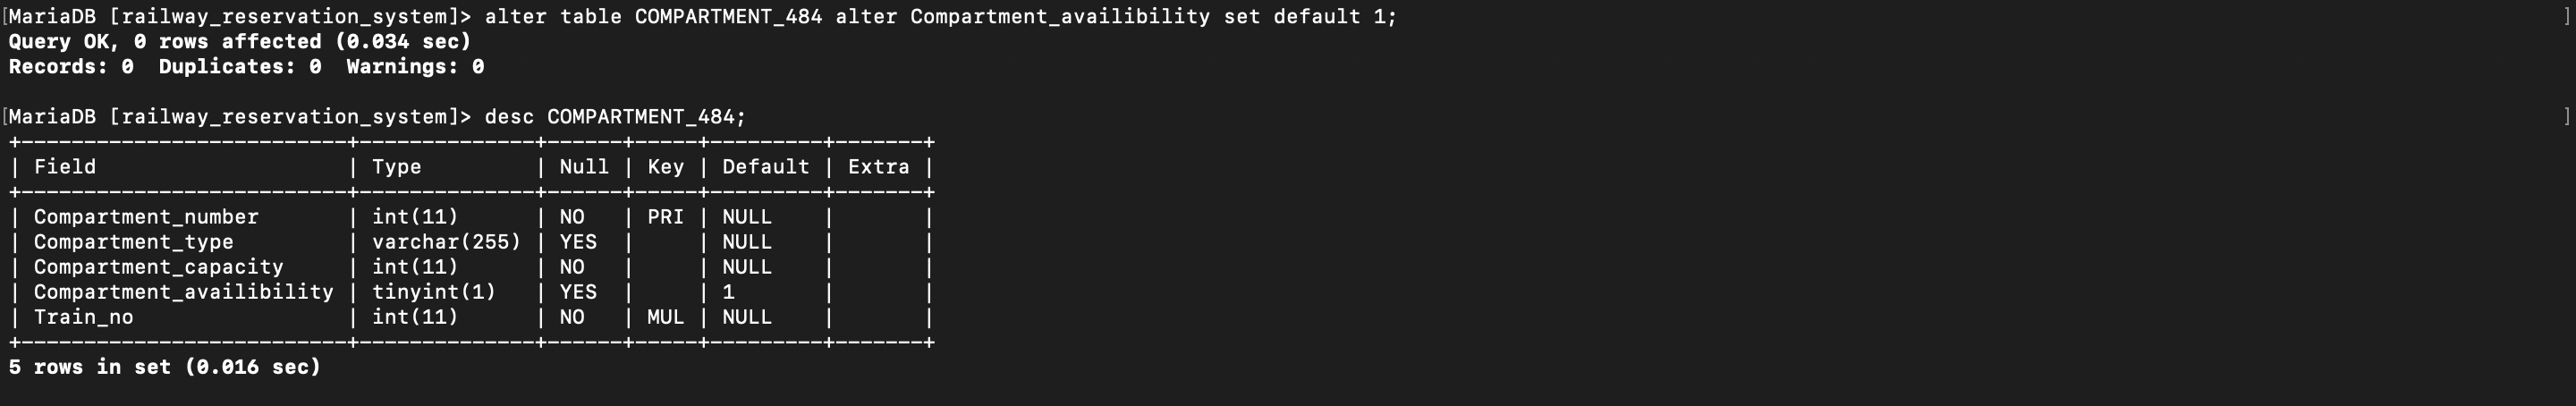 [MariaDB [railway_reservation_system]> alter table COMPARTMENT_484 alter Compartment_availibility set default 1; ]
Query OK, 0 rows affected (0.034 sec)
Records: 0  Duplicates: 0  Warnings: 0

[MariaDB [railway_reservation_system]> desc COMPARTMENT_484; ]
+--------------------------+--------------+------+-----+---------+-------+
| Field                    | Type         | Null | Key | Default | Extra |
+--------------------------+--------------+------+-----+---------+-------+
| Compartment_number       | int(11)      | NO   | PRI | NULL    |       |
| Compartment_type         | varchar(255) | YES  |     | NULL    |       |
| Compartment_capacity     | int(11)      | NO   |     | NULL    |       |
| Compartment_availibility | tinyint(1)   | YES  |     | 1       |       |
| Train_no                 | int(11)      | NO   | MUL | NULL    |       |
+--------------------------+--------------+------+-----+---------+-------+
5 rows in set (0.016 sec)